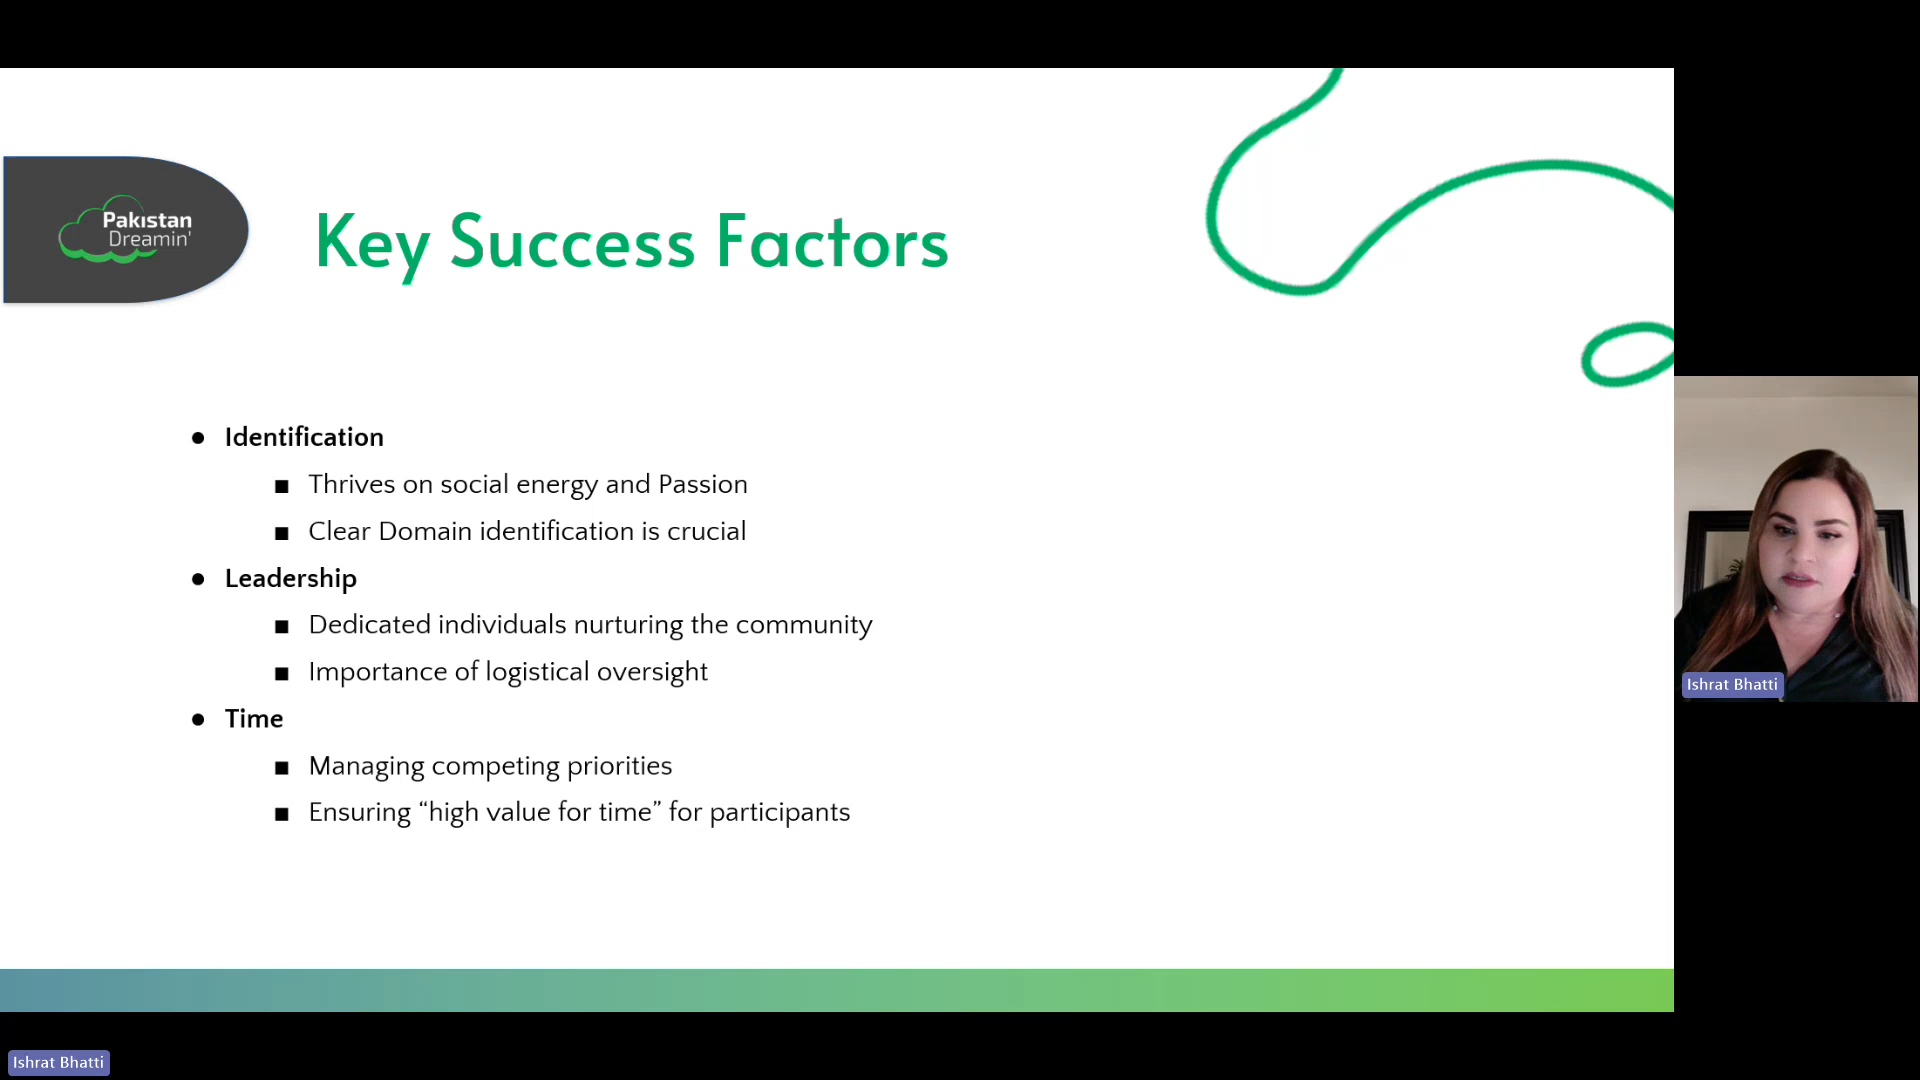 Pakistan
Dreamin'
Key Success Factors
● Identification
■ Thrives on social energy and Passion
■ Clear Domain identification is crucial
● Leadership
■ Dedicated individuals nurturing the community
■ Importance of logistical oversight
● Time
■ Managing competing priorities
■ Ensuring “high value for time” for participants
Ishrat Bhatti
Ishrat Bhatti